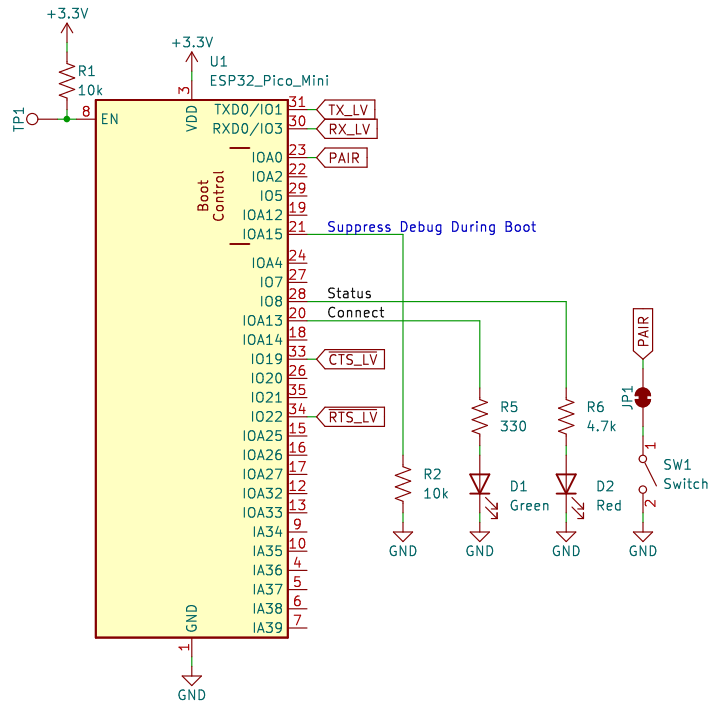 +3.3V
R1
10k
TP1
+3.3V
U1
ESP32_Pico_Mini
3
VDD
8
EN
TXD0/IO1 31 TX_LV
RXD0/IO3 30 RX_LV
Boot
Control
IOA0 23 PAIR
IOA2 22
IO5 29
IOA12 19
IOA15 21 Suppress Debug During Boot
IOA4 24
IO7 27
IO8 28 Status
IOA13 20 Connect
IOA14 18
IO19 33 CTS_LV
IO20 26
IO21 35
IO22 34 RTS_LV
IOA25 15
IOA26 16
IOA27 17
IOA32 12
IOA33 13
IA34 9
IA35 10
IA36 4
IA37 5
IA38 6
IA39 7
GND
1
GND
R2
10k
GND
R5
330
D1
Green
GND
R6
4.7k
D2
Red
GND
PAIR
JP1
1
SW1
Switch
2
GND